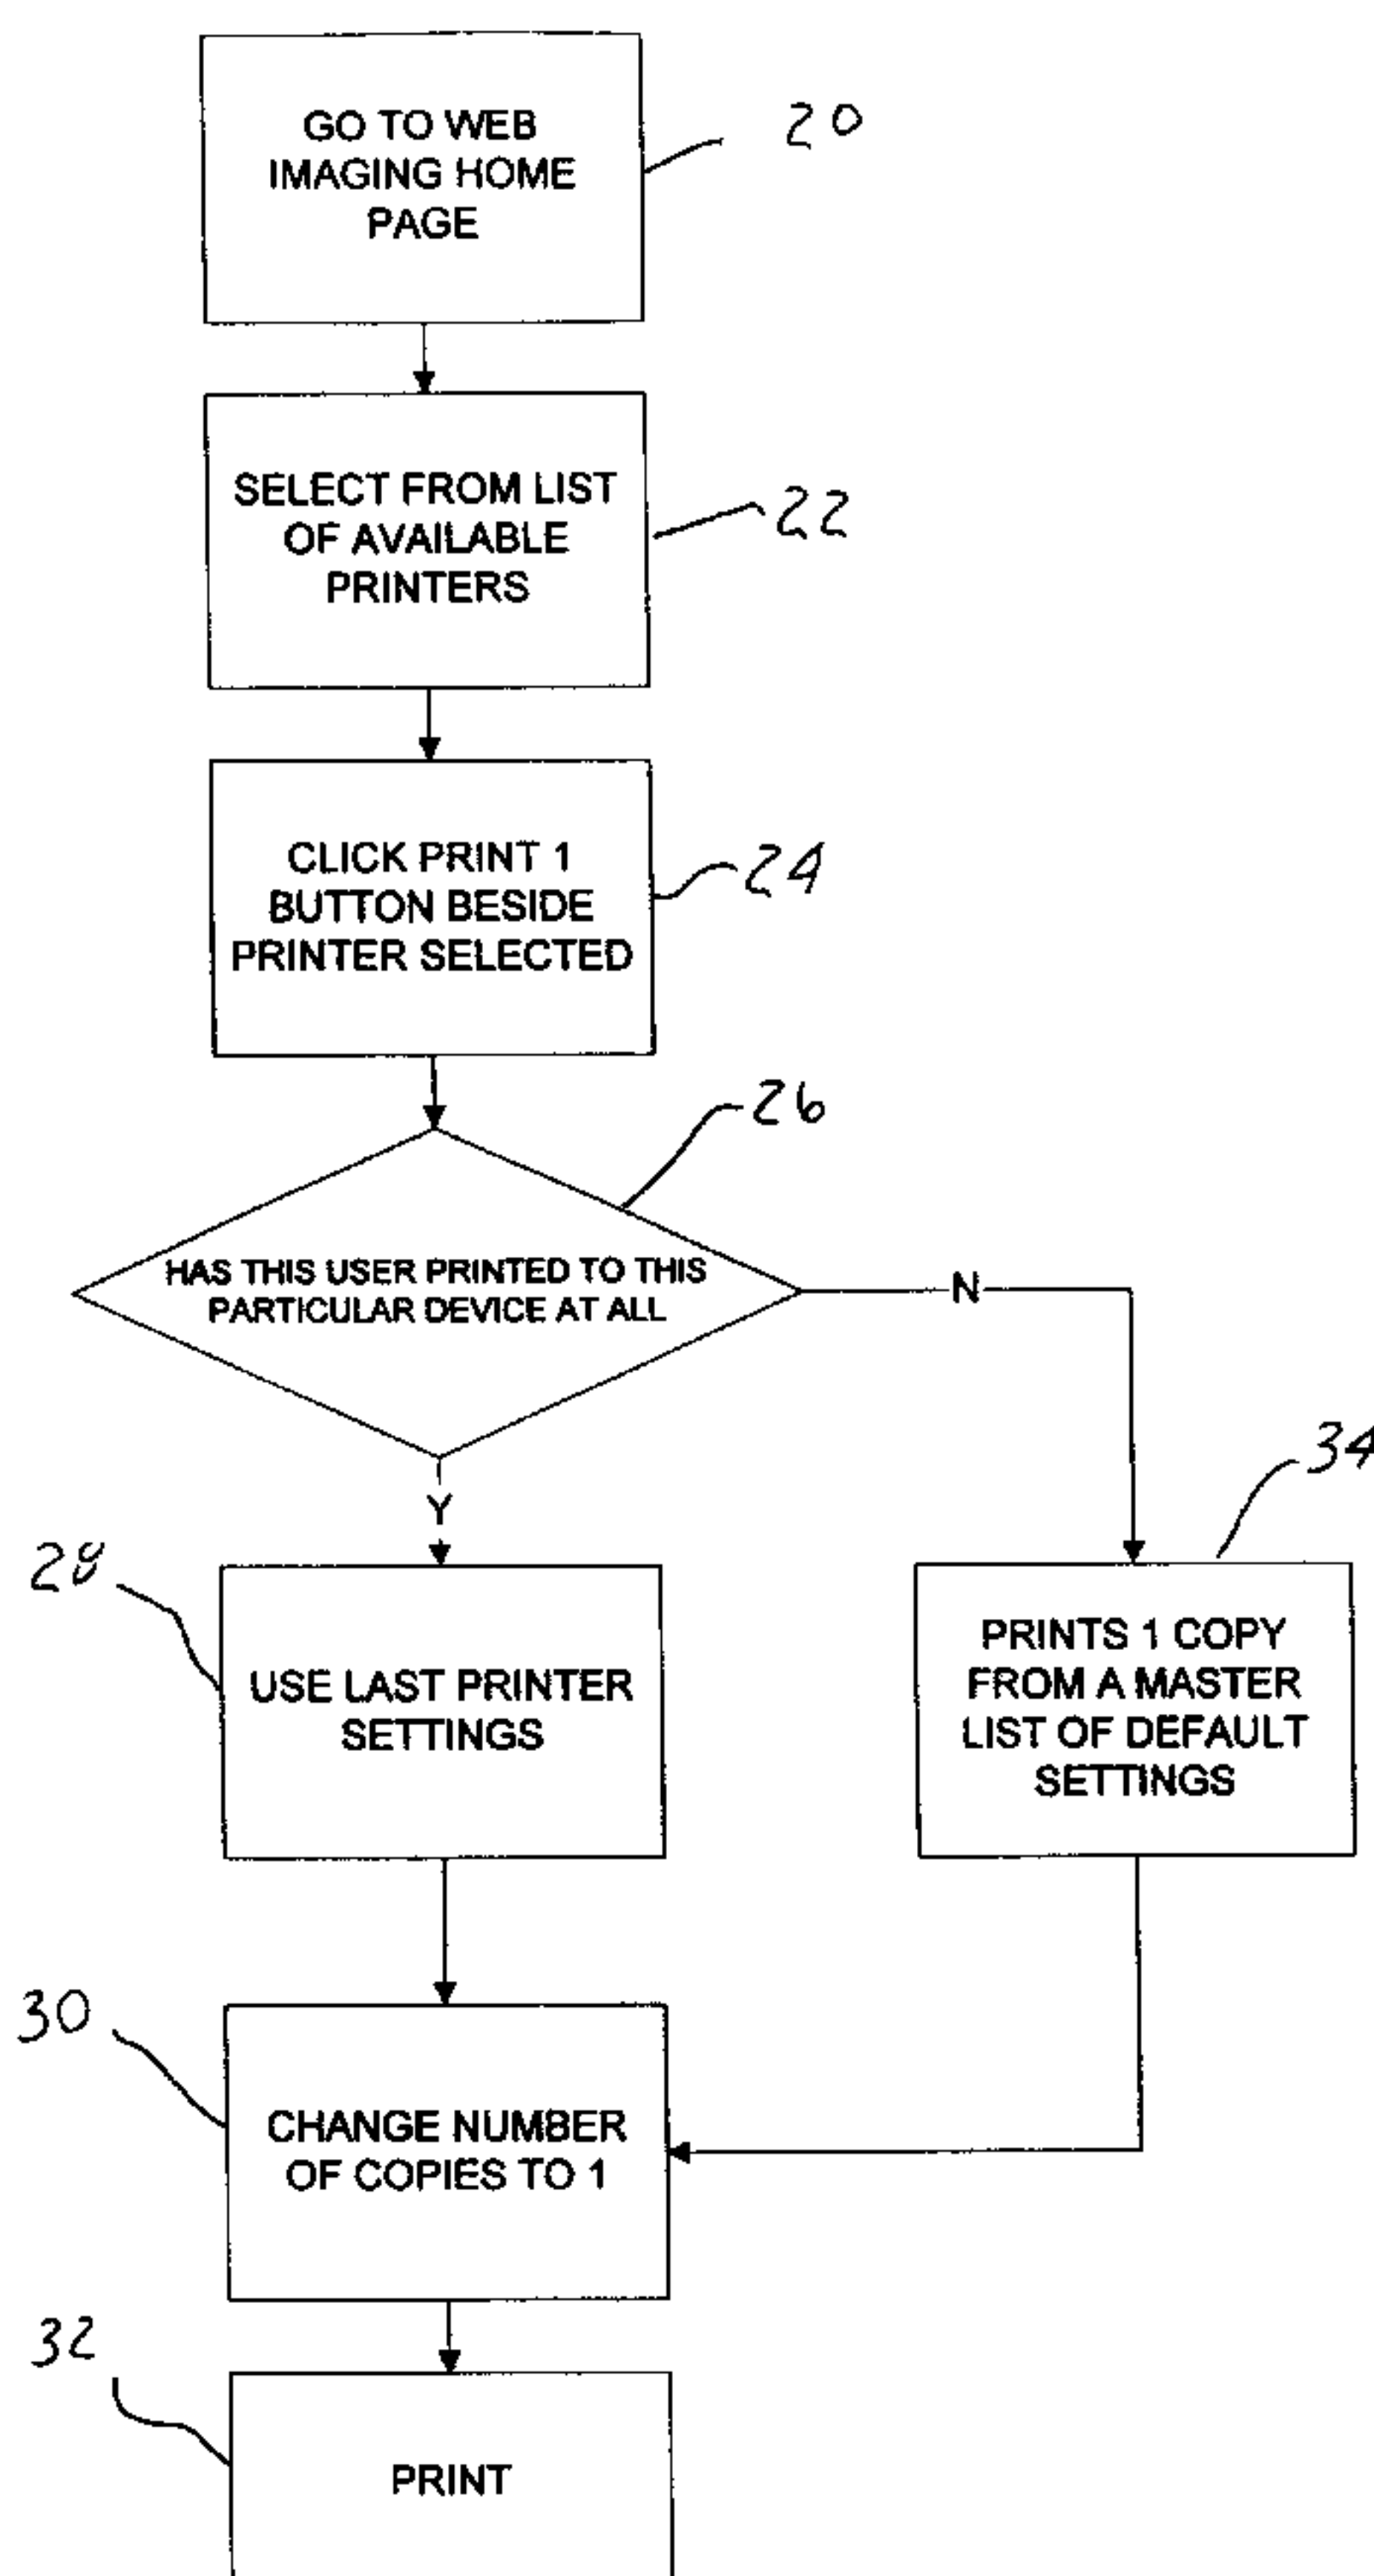 GO TO WEB
IMAGING HOME
PAGE
20
SELECT FROM LIST
OF AVAILABLE
PRINTERS
22
CLICK PRINT 1
BUTTON BESIDE
PRINTER SELECTED
24
26
HAS THIS USER PRINTED TO THIS
PARTICULAR DEVICE AT ALL
N
Y
28
USE LAST PRINTER
SETTINGS
34
PRINTS 1 COPY
FROM A MASTER
LIST OF DEFAULT
SETTINGS
30
CHANGE NUMBER
OF COPIES TO 1
32
PRINT